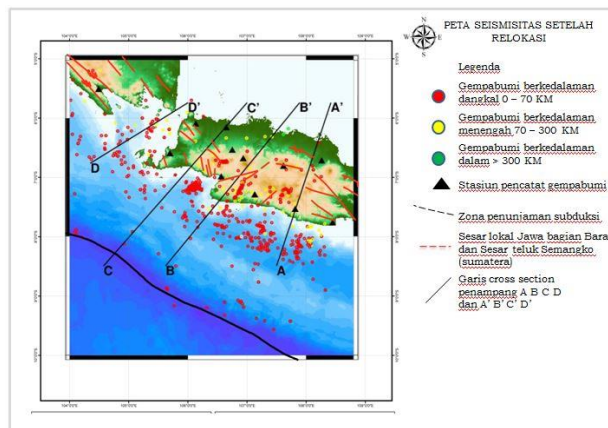 PETA SEISMISITAS SETELAH
RELOKASI
N
W
E
S
Legenda
Gempabumi berkedalaman
dangkal 0 – 70 KM
Gempabumi berkedalaman
menengah 70 – 300 KM
Gempabumi berkedalaman
dalam > 300 KM
Stasiun pencatat gempabumi
Zona penunjaman subduksi
Sesar lokal Jawa bagian Bara
dan Sesar teluk Semangko
(sumatera)
Garis cross section
penampang A B C D
dan A' B' C' D'
D'
C'
B'
A'
D
C
B
A